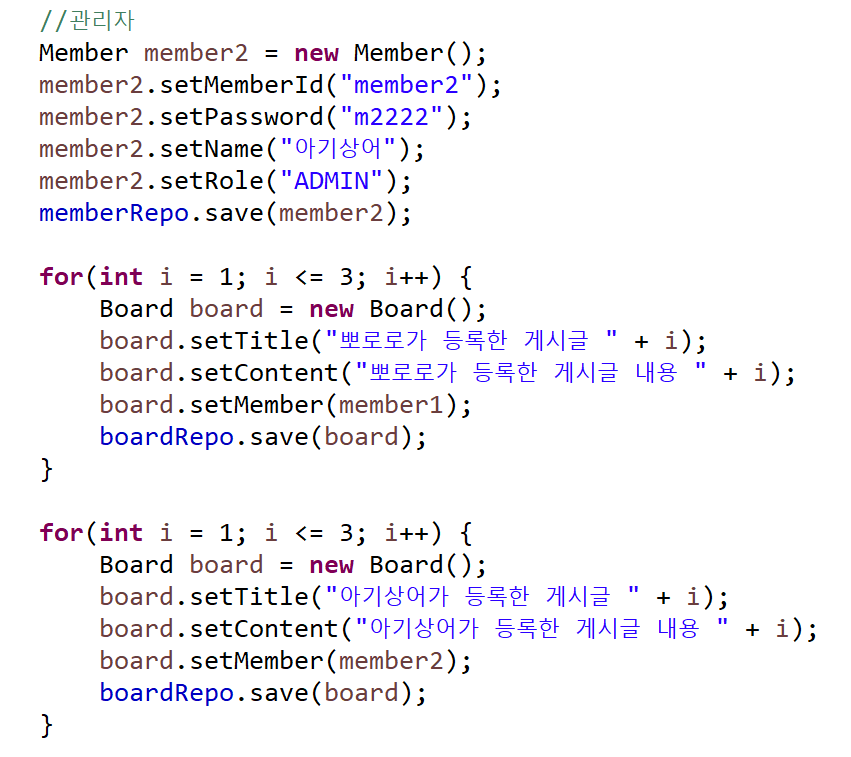 //관리자
Member member2 = new Member();
member2.setMemberId("member2");
member2.setPassword("m2222");
member2.setName("아기상어");
member2.setRole("ADMIN");
memberRepo.save(member2);
for(int i = 1; i <= 3; i++) {
Board board = new Board();
board.setTitle("뽀로로가 등록한 게시글 " + i);
board.setContent("뽀로로가 등록한 게시글 내용 " + i);
board.setMember(member1);
boardRepo.save(board);
}
for(int i = 1; i <= 3; i++) {
Board board = new Board();
board.setTitle("아기상어가 등록한 게시글 " + i);
board.setContent("아기상어가 등록한 게시글 내용 " + i);
board.setMember(member2);
boardRepo.save(board);
}